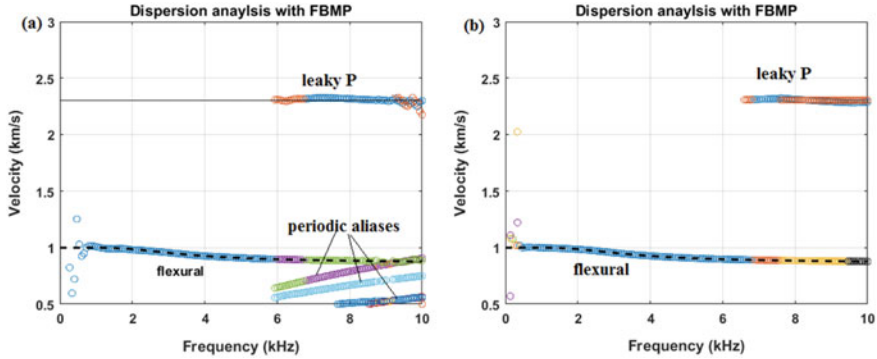 (a)
Dispersion anaylsis with FBMP
3
2.5
2
1.5
1
0.5
Velocity (km/s)
leaky P
periodic aliases
flexural
0
2
4
6
8
10
Frequency (kHz)
(b)
Dispersion anaylsis with FBMP
3
2.5
2
1.5
1
0.5
Velocity (km/s)
leaky P
flexural
0
2
4
6
8
10
Frequency (kHz)